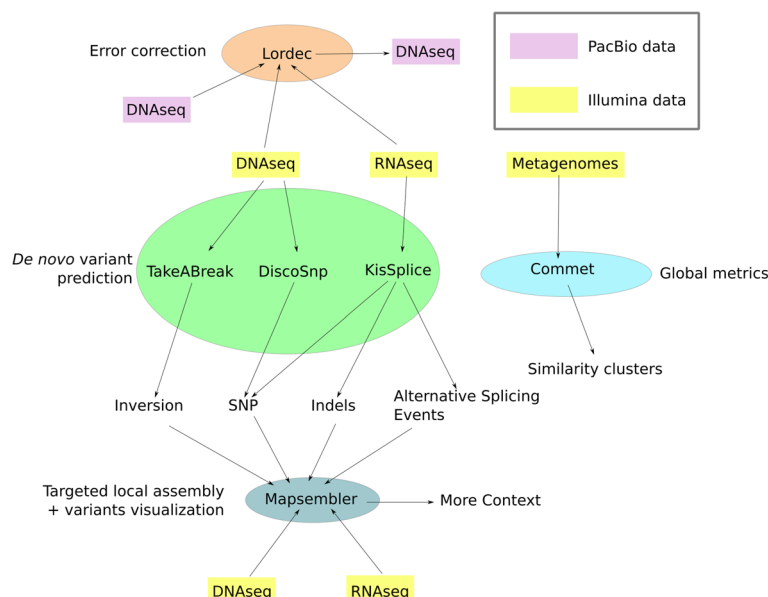 Error correction
Lordec
DNAseq
PacBio data
DNAseq
Illumina data
DNAseq
RNAseq
Metagenomes
De novo variant
prediction
TakeABreak
DiscoSnp
KisSplice
Commet
Global metrics
Similarity clusters
Inversion
SNP
Indels
Alternative Splicing
Events
Targeted local assembly
+ variants visualization
Mapsembler
More Context
DNAseq
RNAseq